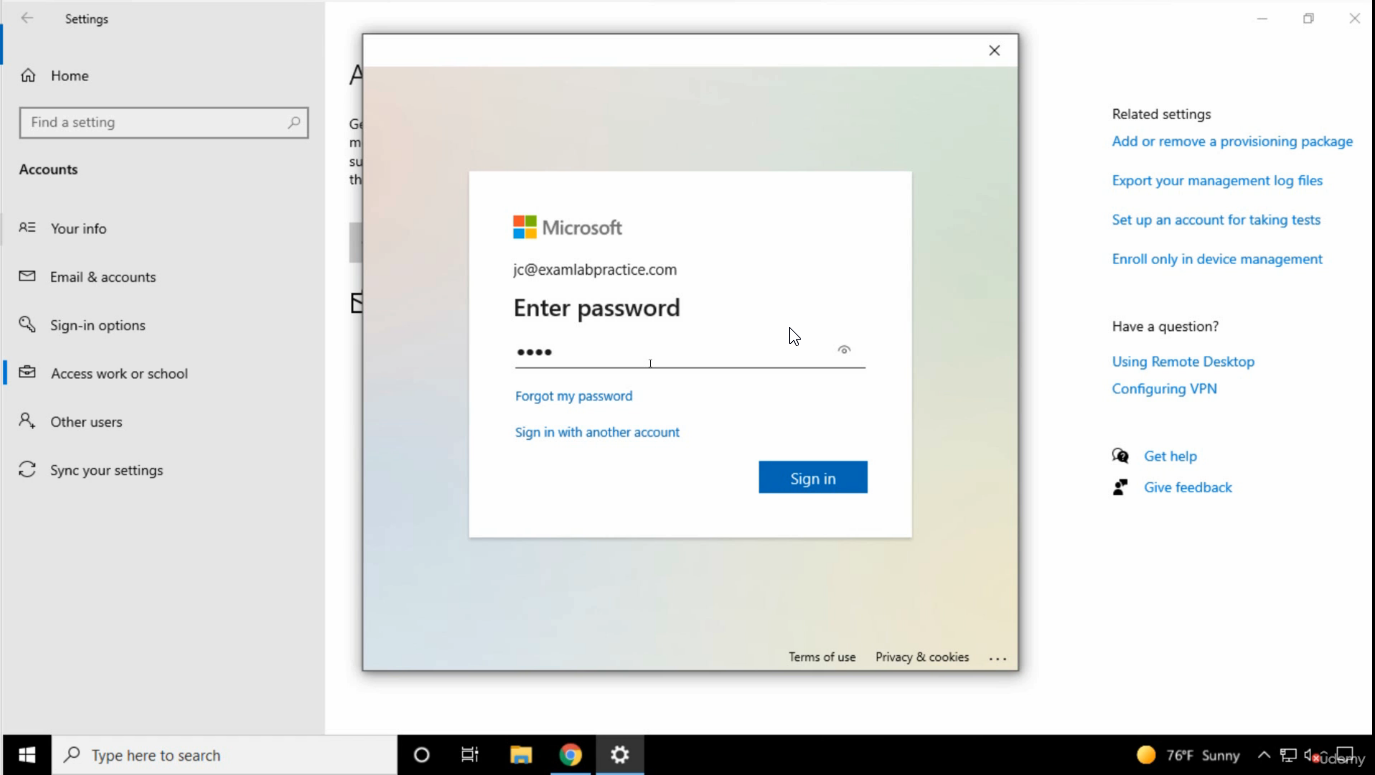 Settings
Home
Find a setting
Accounts
Your info
Email & accounts
Sign-in options
Access work or school
Other users
Sync your settings
A
Ge
m
su
th
Microsoft
jc@examlabpractice.com
Enter password
••••
Forgot my password
Sign in with another account
Sign in
Terms of use Privacy & cookies ...
Related settings
Add or remove a provisioning package
Export your management log files
Set up an account for taking tests
Enroll only in device management
Have a question?
Using Remote Desktop
Configuring VPN
Get help
Give feedback
Type here to search
76°F Sunny
ûdemy